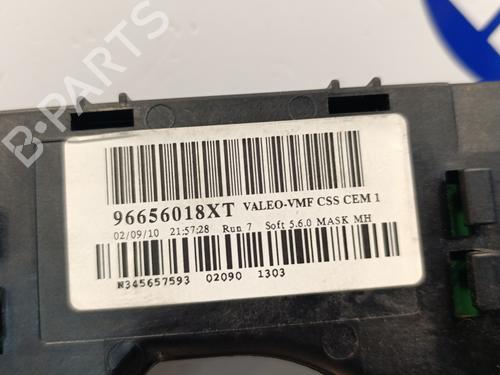 B-PARTS
96656018XT VALEO-VMF CSS CEM 1
02/09/10 21:57:28 Run 7 Soft 5.6.0 MASK MH
N345657593 02090 1303